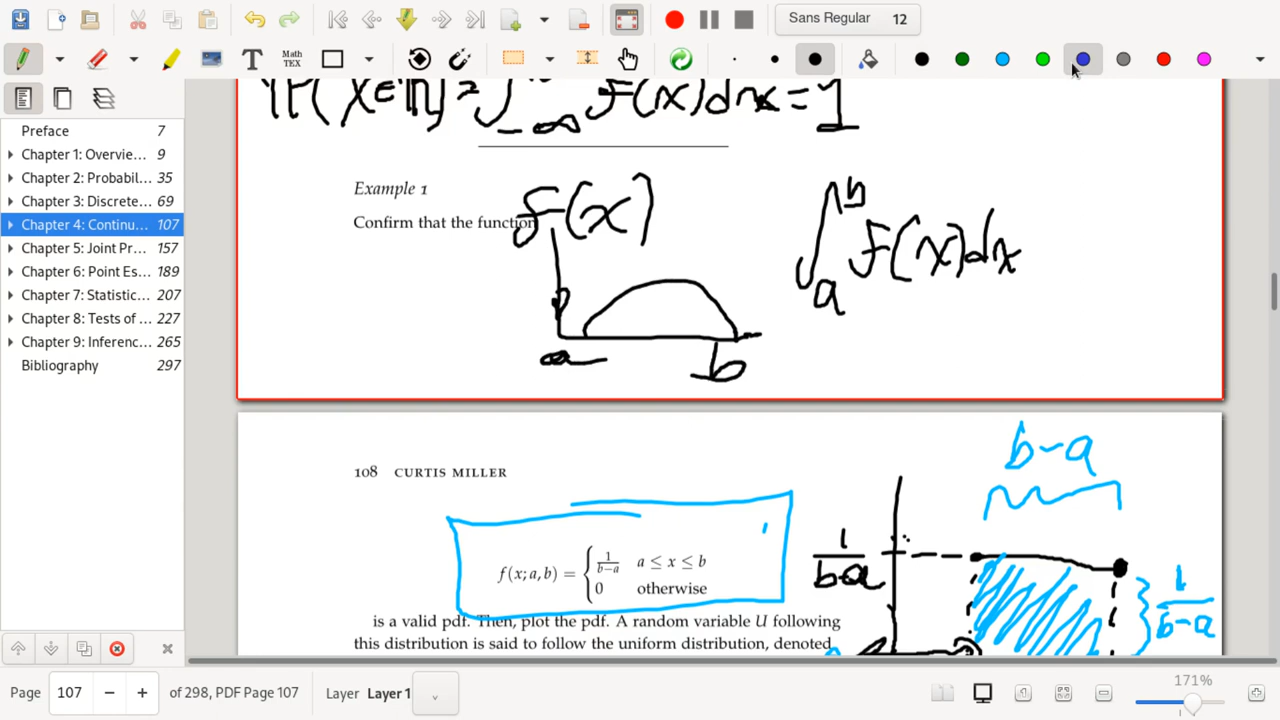 Sans Regular 12
T Math TEX
Preface 7
Chapter 1: Overvie... 9
Chapter 2: Probabil... 35
Chapter 3: Discrete... 69
Chapter 4: Continu... 107
Chapter 5: Joint Pr... 157
Chapter 6: Point Es... 189
Chapter 7: Statistic... 207
Chapter 8: Tests of ... 227
Chapter 9: Inferenc... 265
Bibliography 297
P(X∈ℝ) = ∫_{-∞} f(x)dx = 1
Example 1
Confirm that the function
f(x)
a b
∫_a^b f(x)dx
108 CURTIS MILLER
b-a
f(x; a, b) = { 1/(b−a) a ≤ x ≤ b
0 otherwise
1/(b-a)
1/(b-a)
is a valid pdf. Then, plot the pdf. A random variable U following
this distribution is said to follow the uniform distribution, denoted
Page 107 of 298, PDF Page 107 Layer Layer 1 171%